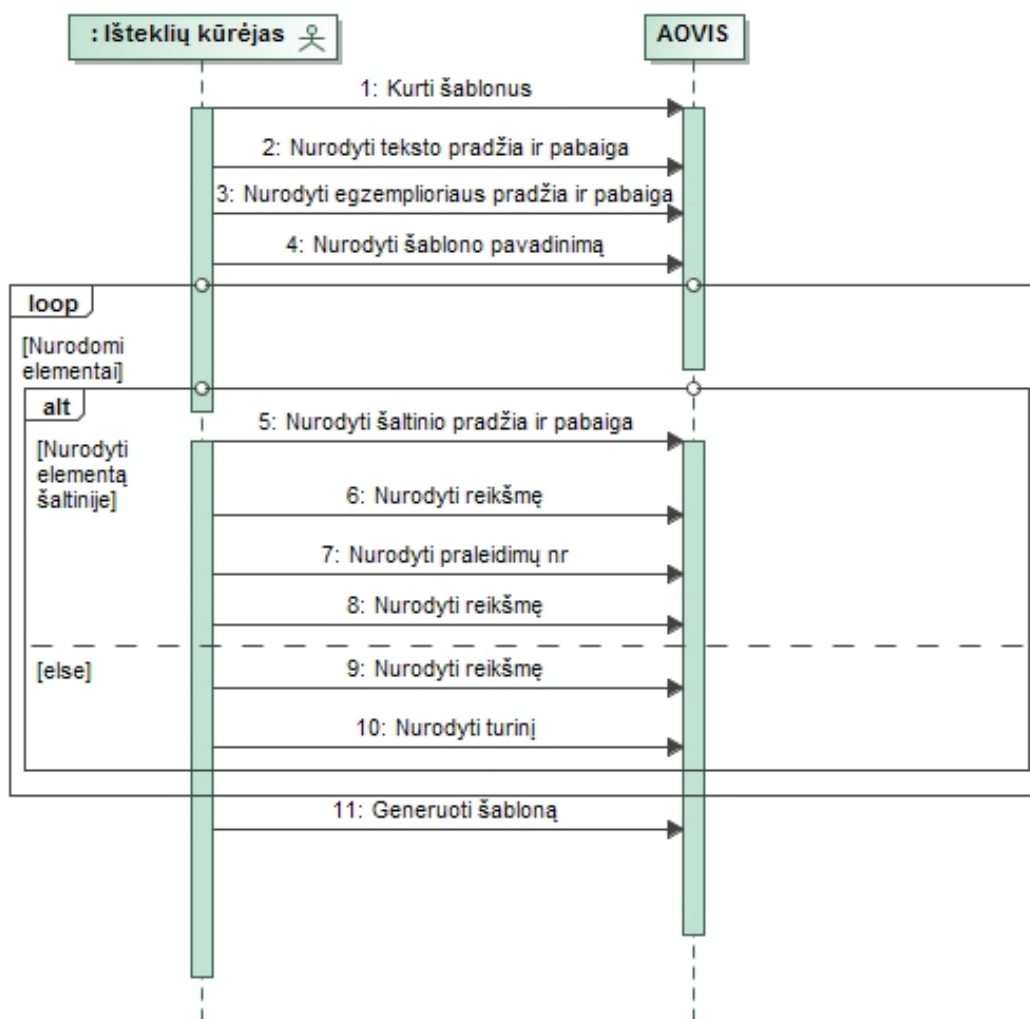 : Išteklių kūrėjas
AOVIS
1: Kurti šablonus
2: Nurodyti teksto pradžia ir pabaiga
3: Nurodyti egzemplioriaus pradžia ir pabaiga
4: Nurodyti šablono pavadinimą
loop
[Nurodomi
elementai]
alt
5: Nurodyti šaltinio pradžia ir pabaiga
[Nurodyti
elementą
šaltinije]
6: Nurodyti reikšmę
7: Nurodyti praleidimų nr
8: Nurodyti reikšmę
[else]
9: Nurodyti reikšmę
10: Nurodyti turinį
11: Generuoti šabloną